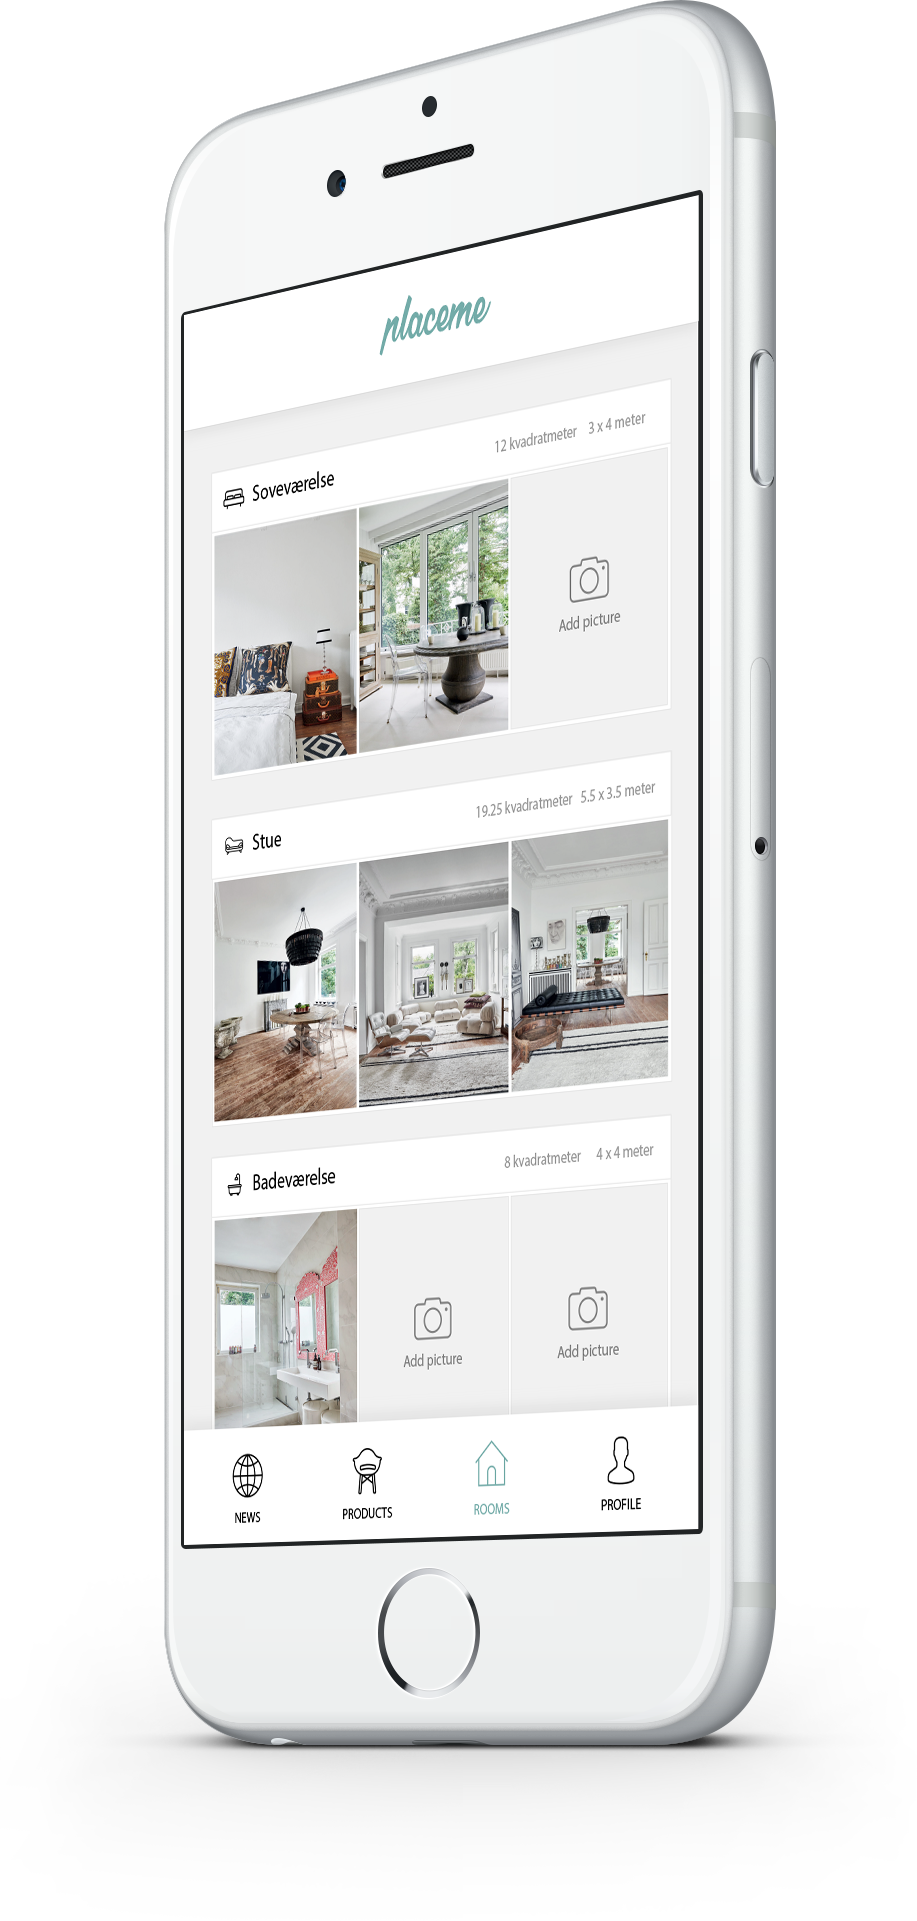 placeme
Soveværelse 12 kvadratmeter 3 x 4 meter
Add picture
Stue 19.25 kvadratmeter 5.5 x 3.5 meter
Badeværelse 8 kvadratmeter 4 x 4 meter
Add picture Add picture
NEWS PRODUCTS ROOMS PROFILE